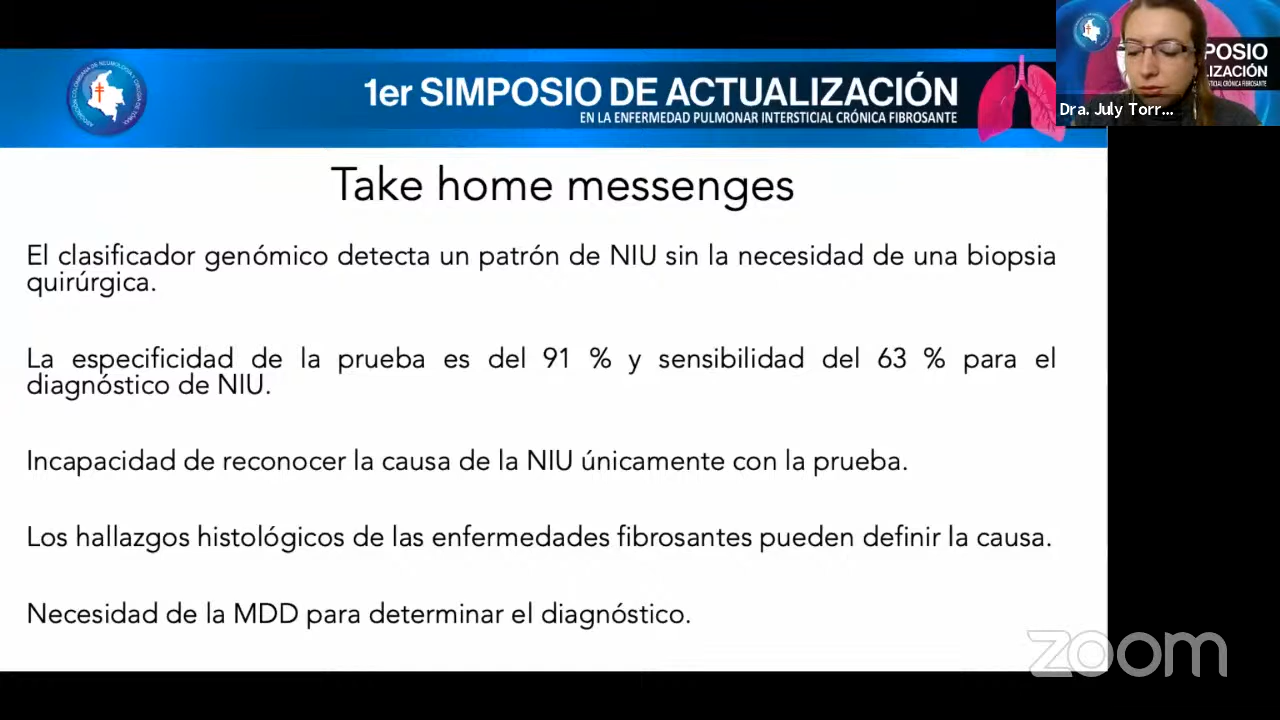 1er SIMPOSIO DE ACTUALIZACIÓN
EN LA ENFERMEDAD PULMONAR INTERSTICIAL CRÓNICA FIBROSANTE
POSIO
IZACIÓN
CRÓNICA FIBROSANTE
Dra. July Torr...
Take home messenges
El clasificador genómico detecta un patrón de NIU sin la necesidad de una biopsia
quirúrgica.
La especificidad de la prueba es del 91 % y sensibilidad del 63 % para el
diagnóstico de NIU.
Incapacidad de reconocer la causa de la NIU únicamente con la prueba.
Los hallazgos histológicos de las enfermedades fibrosantes pueden definir la causa.
Necesidad de la MDD para determinar el diagnóstico.
zoom